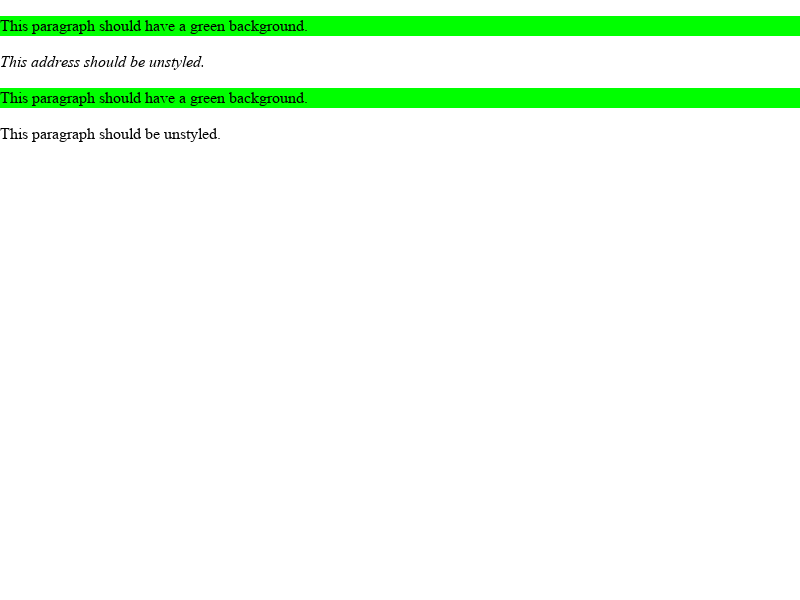 This paragraph should have a green background.
This address should be unstyled.
This paragraph should have a green background.
This paragraph should be unstyled.